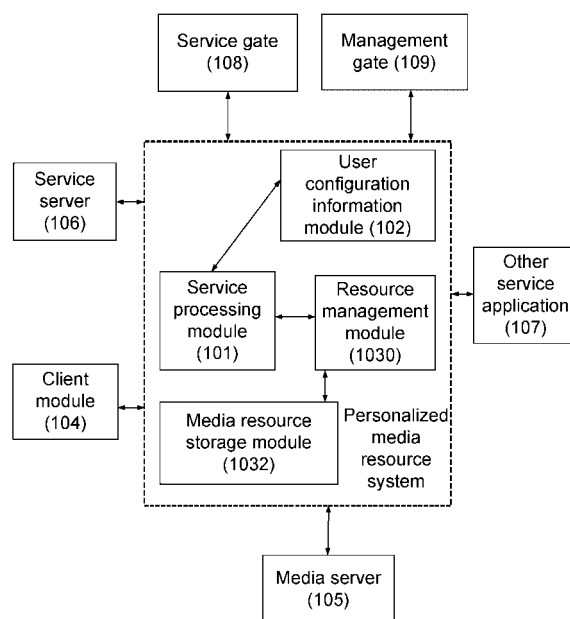 Service gate
(108)
Management
gate (109)
User
configuration
information
module (102)
Service
server
(106)
Service
processing
module
(101)
Resource
management
module
(1030)
Other
service
application
(107)
Client
module
(104)
Media resource
storage module
(1032)
Personalized
media
resource
system
Media server
(105)